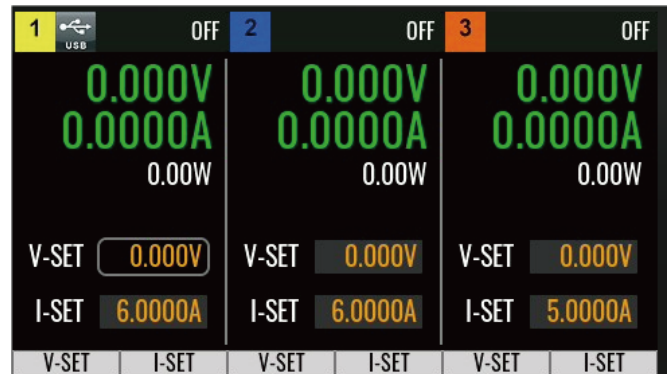 1 USB OFF 2 OFF 3 OFF
0.000V 0.000V 0.000V
0.0000A 0.0000A 0.0000A
0.00W 0.00W 0.00W
V-SET 0.000V V-SET 0.000V V-SET 0.000V
I-SET 6.0000A I-SET 6.0000A I-SET 5.0000A
V-SET I-SET V-SET I-SET V-SET I-SET